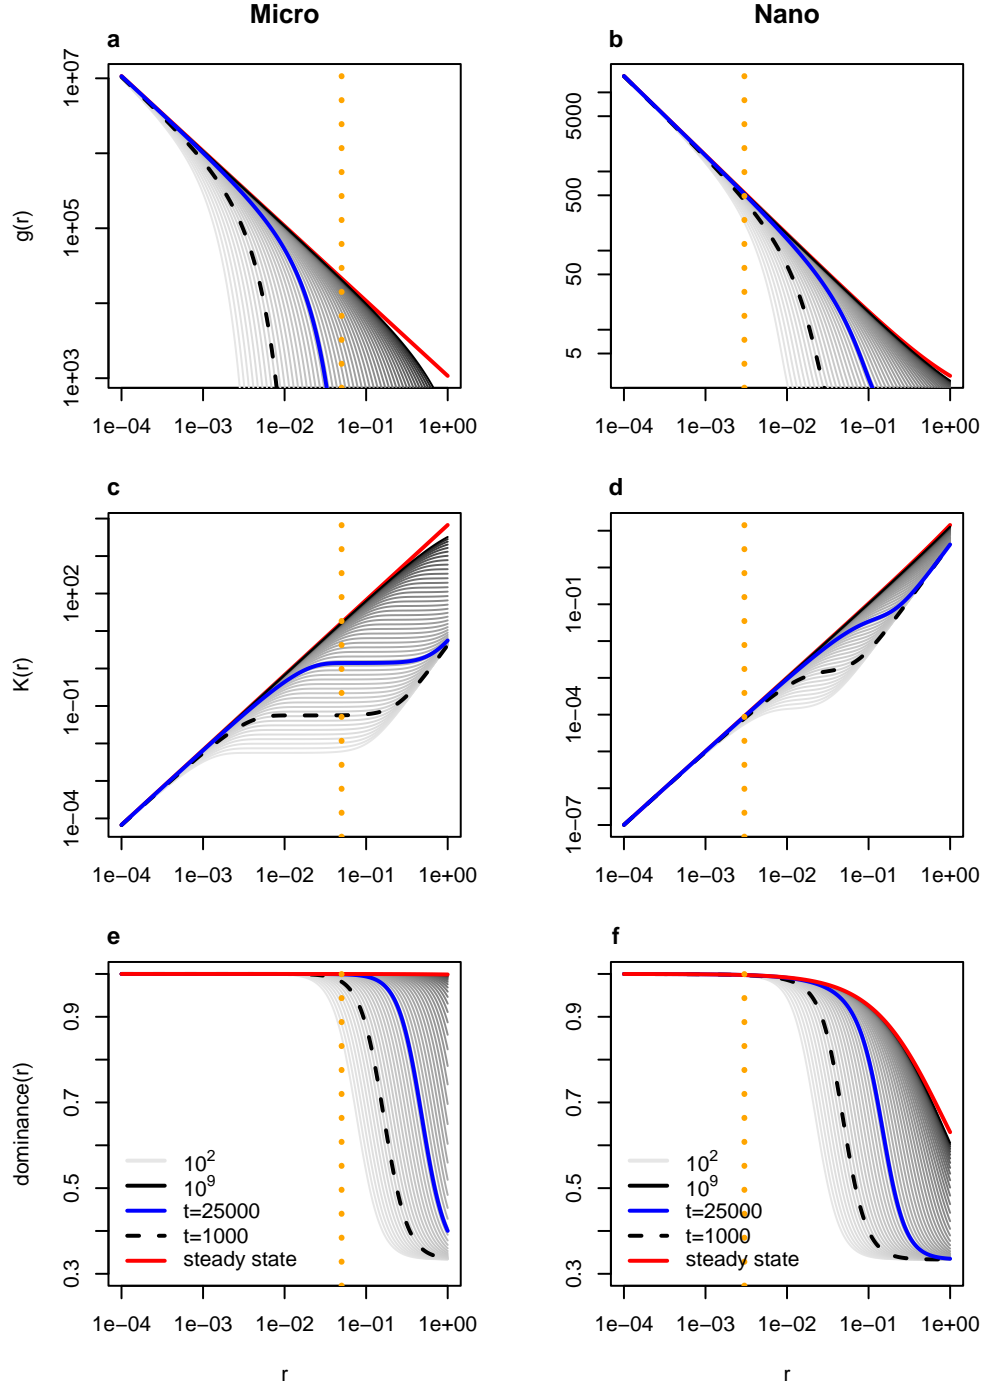 Micro
Nano
a
b
g(r)
1e+07
1e+05
1e+03
5000
500
50
5
1e−04 1e−03 1e−02 1e−01 1e+00
1e−04 1e−03 1e−02 1e−01 1e+00
c
d
K(r)
1e+02
1e−01
1e−04
1e−01
1e−04
1e−07
1e−04 1e−03 1e−02 1e−01 1e+00
1e−04 1e−03 1e−02 1e−01 1e+00
e
f
dominance(r)
0.9
0.7
0.5
0.3
0.9
0.7
0.5
0.3
10^2
10^9
t=25000
t=1000
steady state
10^2
10^9
t=25000
t=1000
steady state
1e−04 1e−03 1e−02 1e−01 1e+00
1e−04 1e−03 1e−02 1e−01 1e+00
r
r